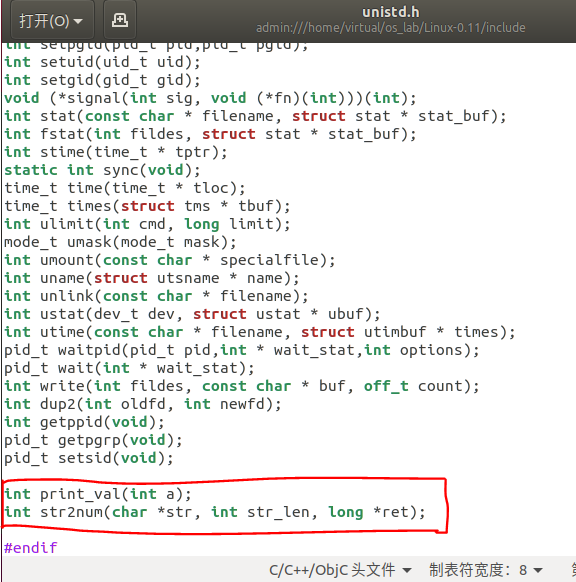 打开(O)
unistd.h
admin:///home/virtual/os_lab/Linux-0.11/include
int setpgid(pid_t pid,pid_t pgid);
int setuid(uid_t uid);
int setgid(gid_t gid);
void (*signal(int sig, void (*fn)(int)))(int);
int stat(const char * filename, struct stat * stat_buf);
int fstat(int fildes, struct stat * stat_buf);
int stime(time_t * tptr);
static int sync(void);
time_t time(time_t * tloc);
time_t times(struct tms * tbuf);
int ulimit(int cmd, long limit);
mode_t umask(mode_t mask);
int umount(const char * specialfile);
int uname(struct utsname * name);
int unlink(const char * filename);
int ustat(dev_t dev, struct ustat * ubuf);
int utime(const char * filename, struct utimbuf * times);
pid_t waitpid(pid_t pid,int * wait_stat,int options);
pid_t wait(int * wait_stat);
int write(int fildes, const char * buf, off_t count);
int dup2(int oldfd, int newfd);
int getppid(void);
pid_t getpgrp(void);
pid_t setsid(void);
int print_val(int a);
int str2num(char *str, int str_len, long *ret);
#endif
C/C++/ObjC 头文件 制表符宽度：8